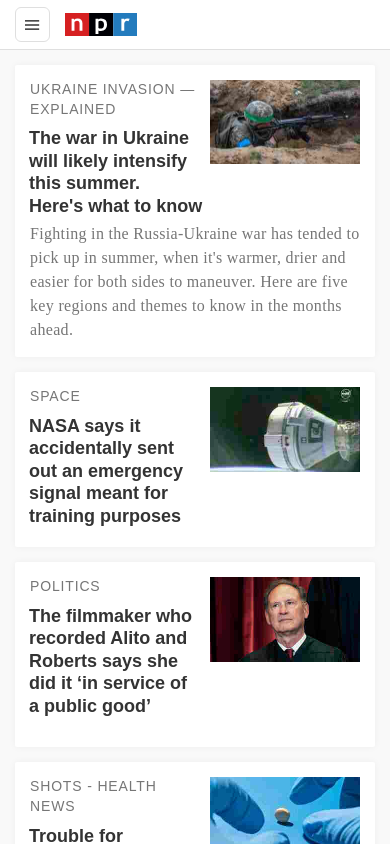 npr
UKRAINE INVASION —
EXPLAINED
The war in Ukraine
will likely intensify
this summer.
Here's what to know
Fighting in the Russia-Ukraine war has tended to
pick up in summer, when it's warmer, drier and
easier for both sides to maneuver. Here are five
key regions and themes to know in the months
ahead.
SPACE
NASA says it
accidentally sent
out an emergency
signal meant for
training purposes
POLITICS
The filmmaker who
recorded Alito and
Roberts says she
did it ‘in service of
a public good’
SHOTS - HEALTH
NEWS
Trouble for